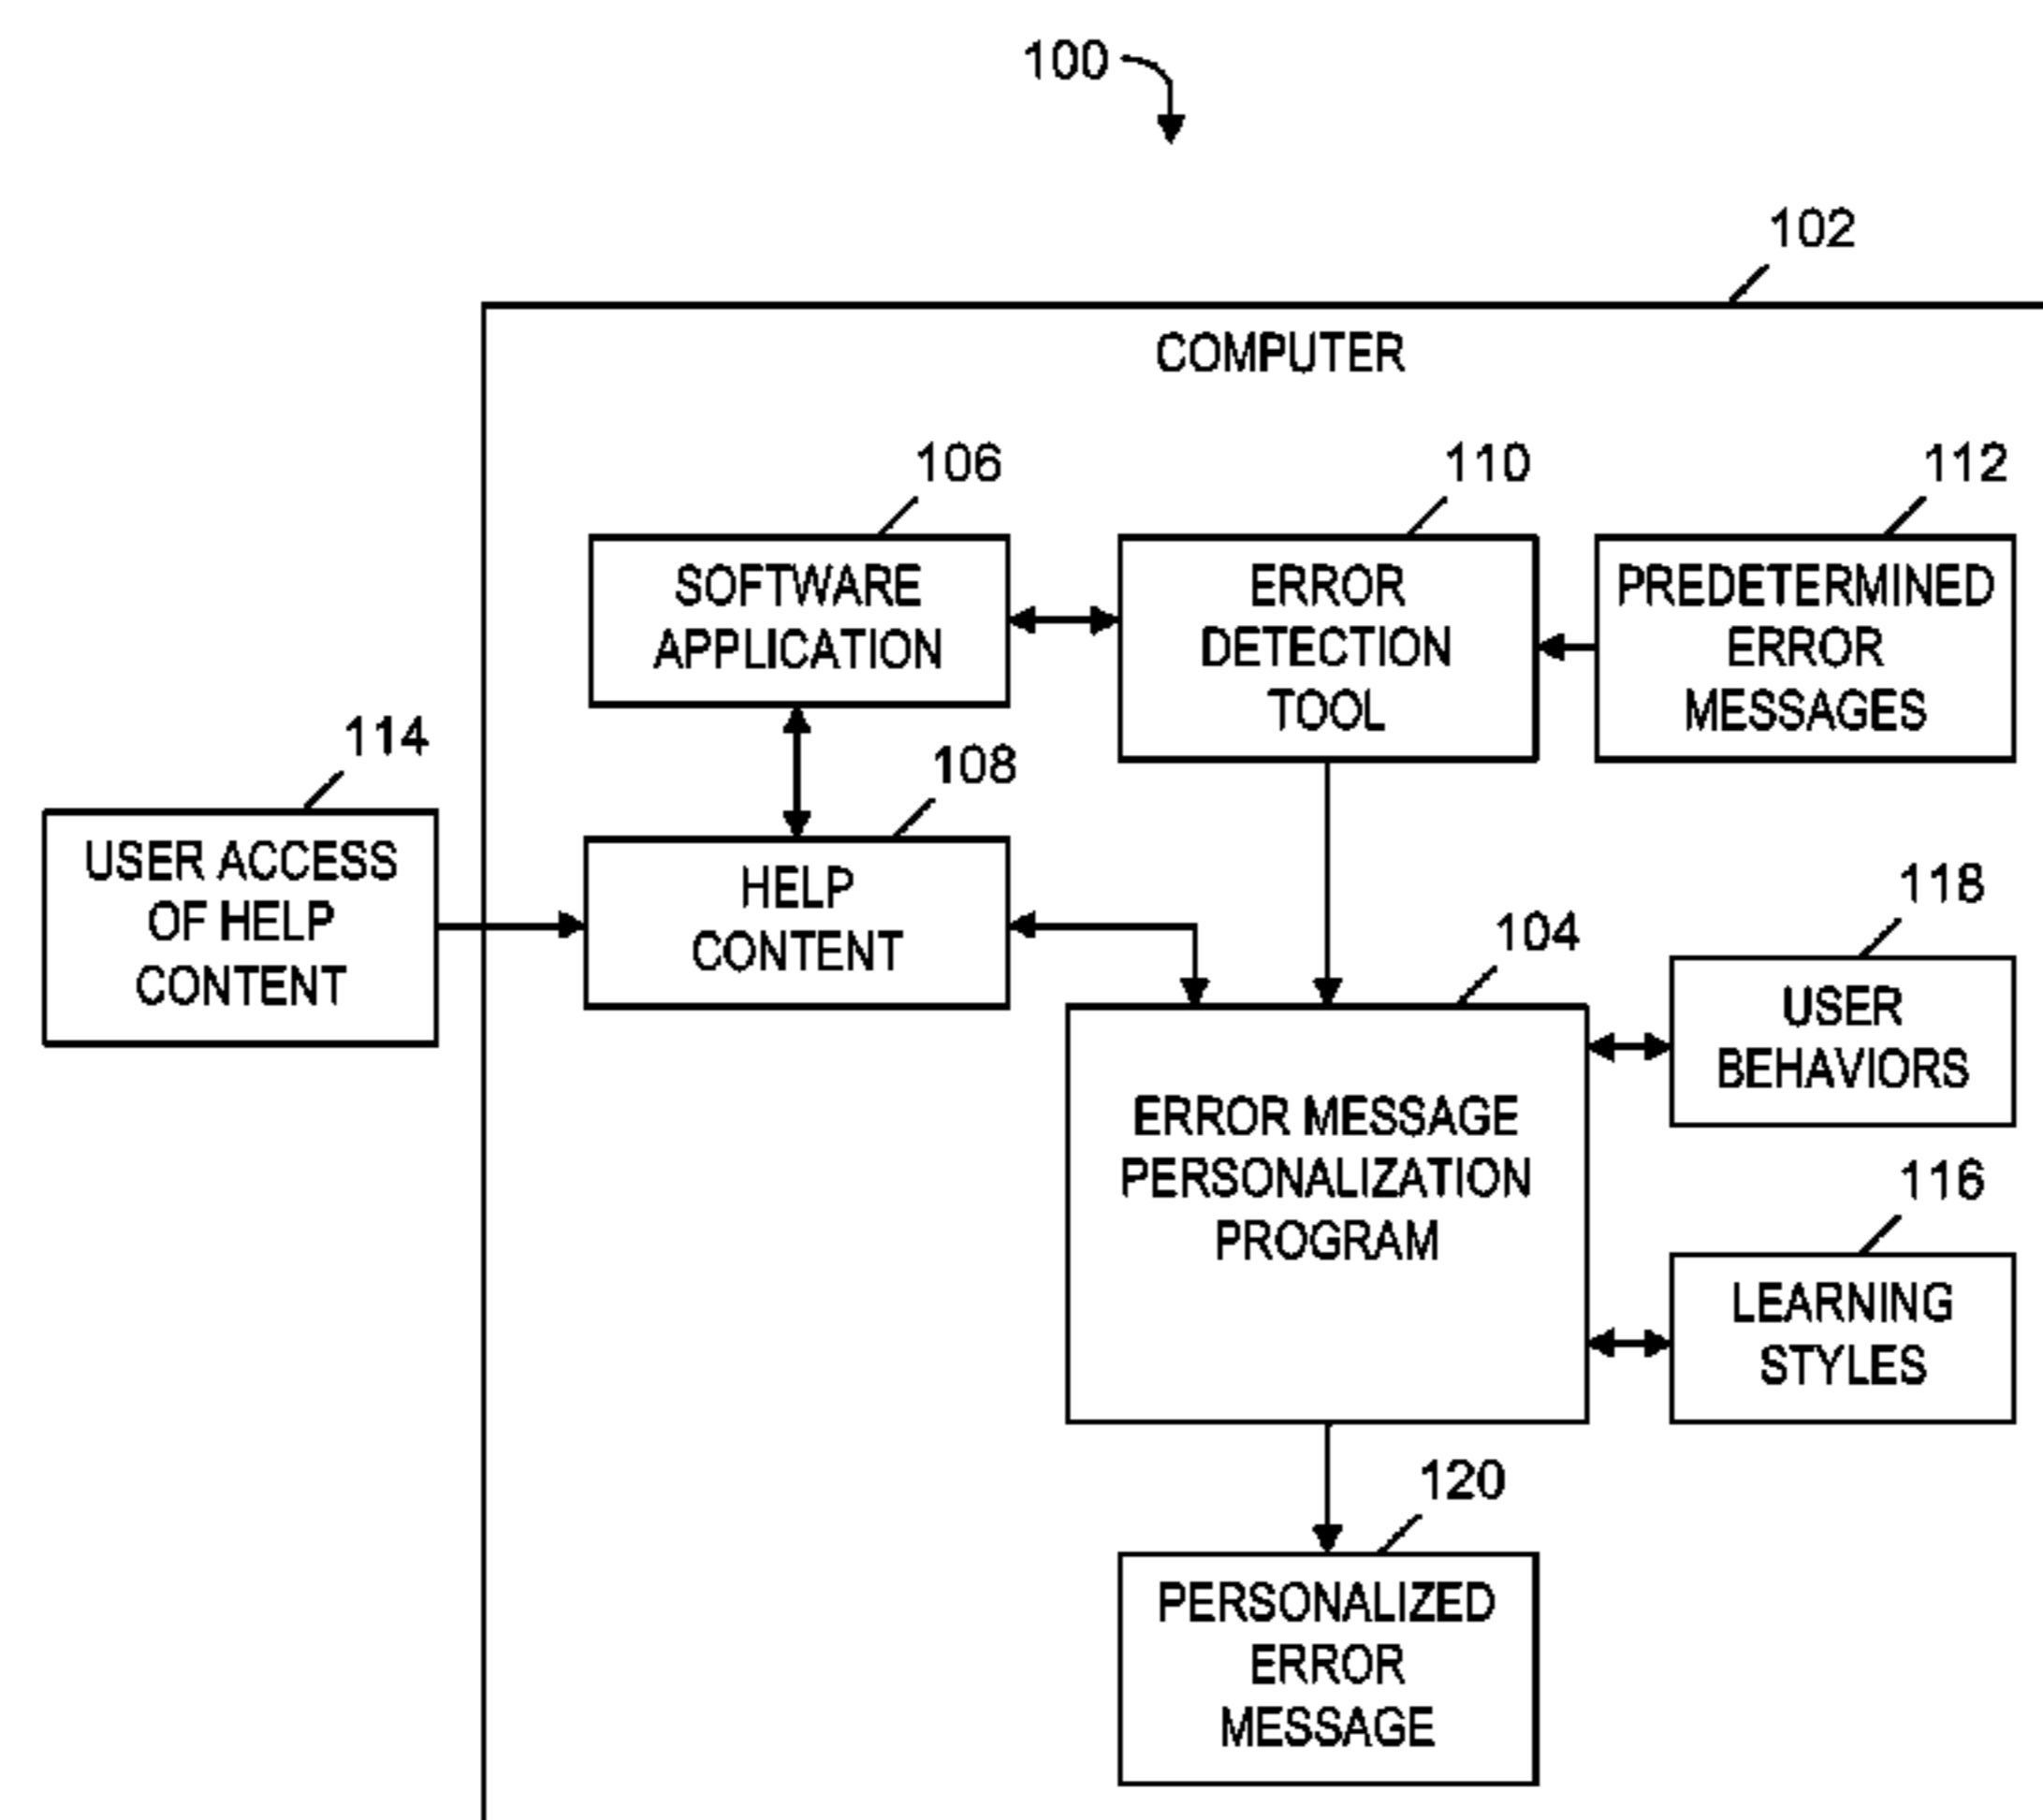 100
102
COMPUTER
106
110
112
SOFTWARE
APPLICATION
ERROR
DETECTION
TOOL
PREDETERMINED
ERROR
MESSAGES
114
108
USER ACCESS
OF HELP
CONTENT
HELP
CONTENT
104
118
USER
BEHAVIORS
ERROR MESSAGE
PERSONALIZATION
PROGRAM
116
LEARNING
STYLES
120
PERSONALIZED
ERROR
MESSAGE